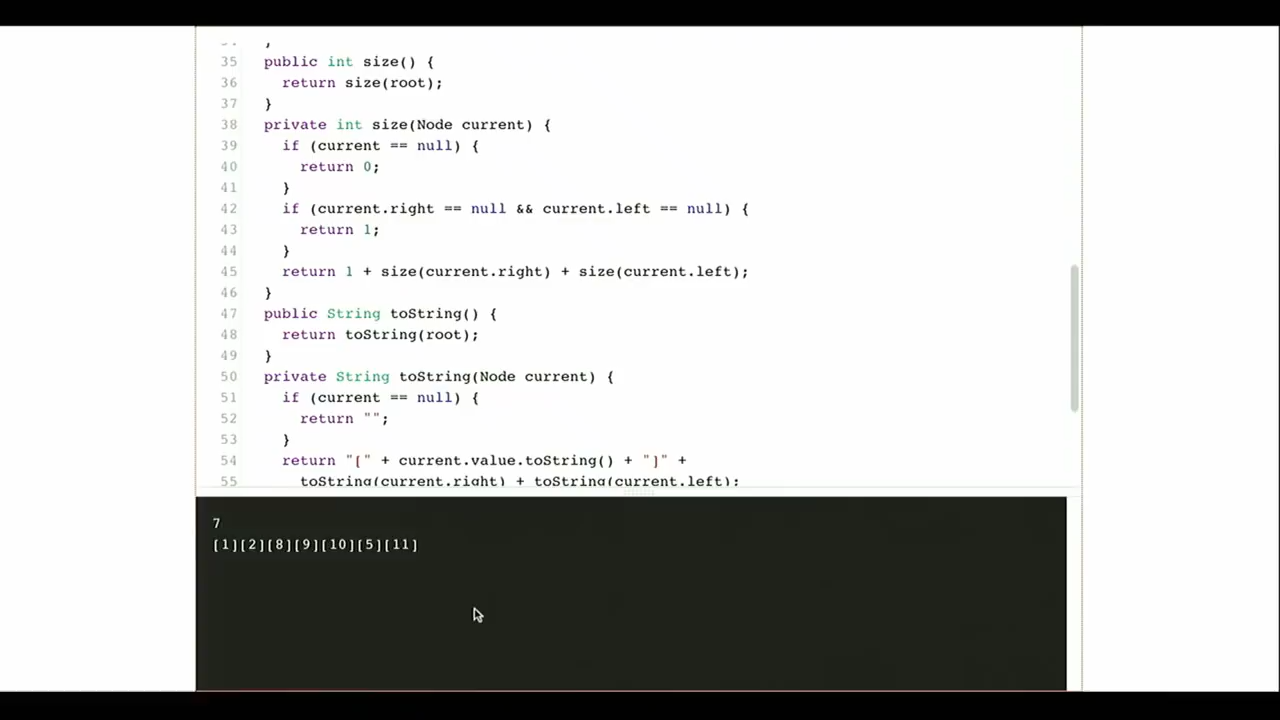 35 public int size() {
36 return size(root);
37 }
38 private int size(Node current) {
39 if (current == null) {
40 return 0;
41 }
42 if (current.right == null && current.left == null) {
43 return 1;
44 }
45 return 1 + size(current.right) + size(current.left);
46 }
47 public String toString() {
48 return toString(root);
49 }
50 private String toString(Node current) {
51 if (current == null) {
52 return "";
53 }
54 return "[" + current.value.toString() + "]" +
55 toString(current.right) + toString(current.left);
7
[1][2][8][9][10][5][11]